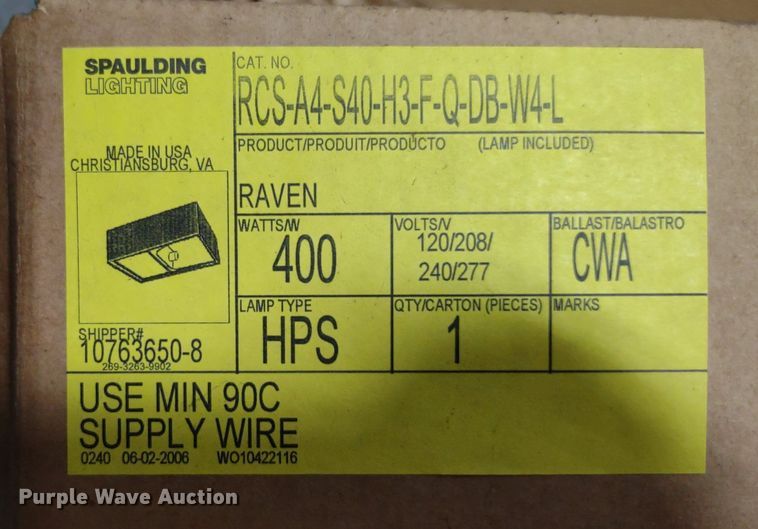 SPAULDING
LIGHTING
CAT. NO.
RCS-A4-S40-H3-F-Q-DB-W4-L
MADE IN USA
CHRISTIANSBURG, VA
PRODUCT/PRODUIT/PRODUCTO (LAMP INCLUDED)
RAVEN
WATTS/W
400
VOLTS/V
120/208/
240/277
BALLAST/BALASTRO
CWA
LAMP TYPE
HPS
QTY/CARTON (PIECES)
1
MARKS
SHIPPER#
10763650-8
269-3263-9902
USE MIN 90C
SUPPLY WIRE
0240 06-02-2006 WO10422116
Purple Wave Auction